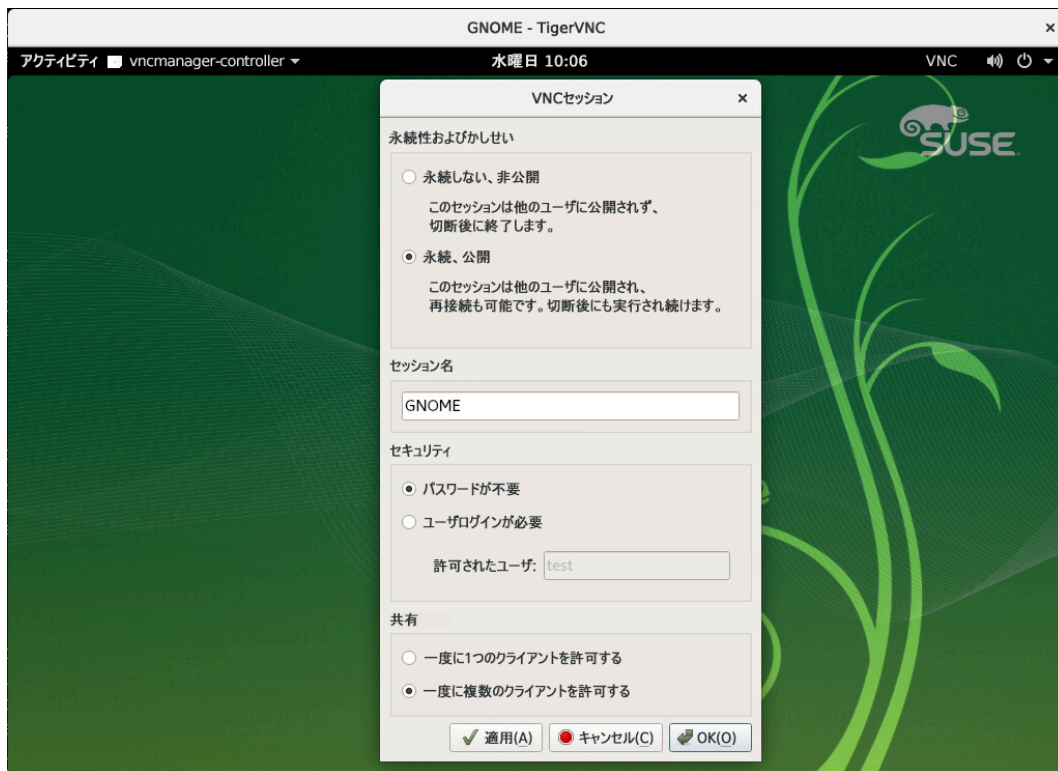 GNOME - TigerVNC
×
アクティビティ vncmanager-controller
水曜日 10:06
VNC
SUSE
VNCセッション
×
永続性およびかしせい
永続しない、非公開
このセッションは他のユーザに公開されず、
切断後に終了します。
永続、公開
このセッションは他のユーザに公開され、
再接続も可能です。切断後にも実行され続けます。
セッション名
GNOME
セキュリティ
パスワードが不要
ユーザログインが必要
許可されたユーザ: test
共有
一度に1つのクライアントを許可する
一度に複数のクライアントを許可する
適用(A) キャンセル(C) OK(O)